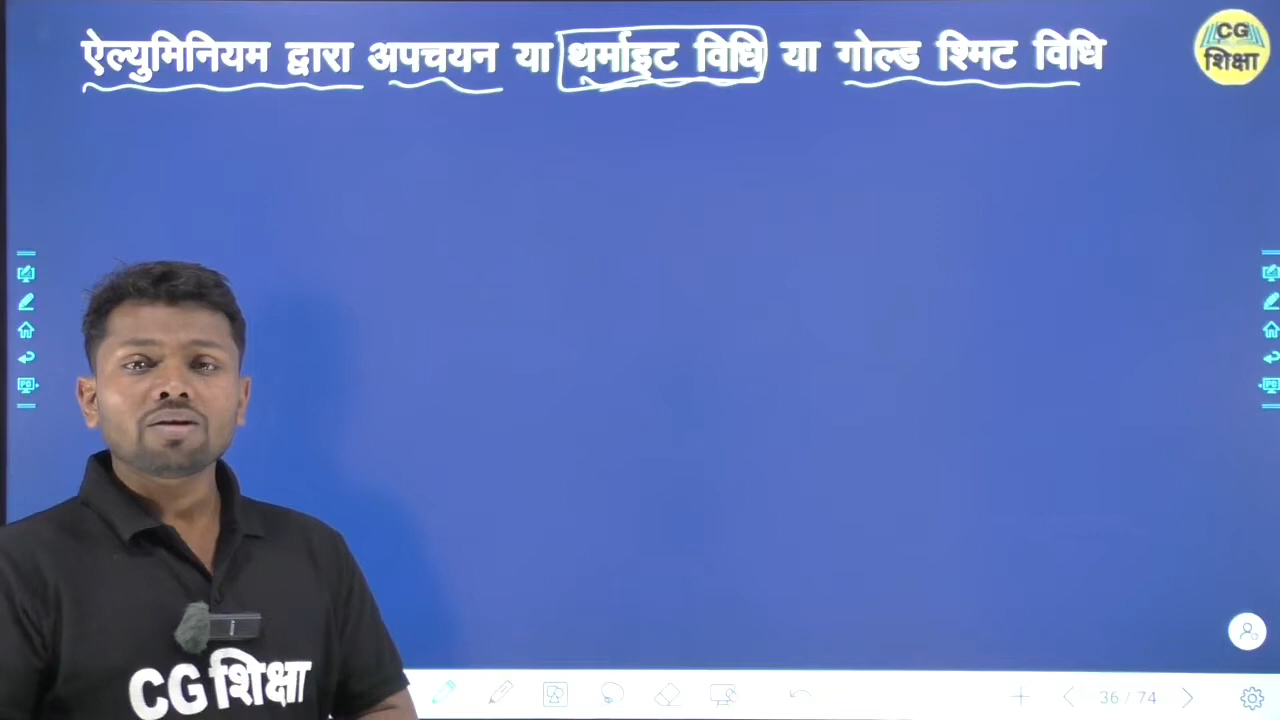 ऐल्युमिनियम द्वारा अपचयन या थर्माइट विधि या गोल्ड श्मिट विधि
CG
शिक्षा
CG शिक्षा
36 / 74